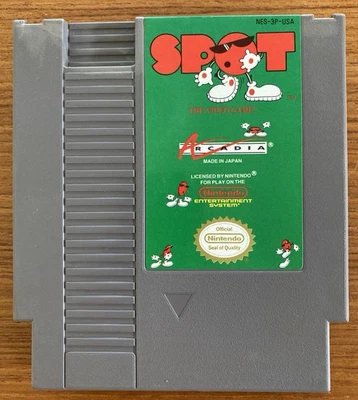 NES-3P-USA
SPOT
THE VIDEO GAME
TM
ARCADIA®
MADE IN JAPAN
LICENSED BY NINTENDO®
FOR PLAY ON THE
Nintendo
ENTERTAINMENT
SYSTEM®
Official
Nintendo
Seal of Quality